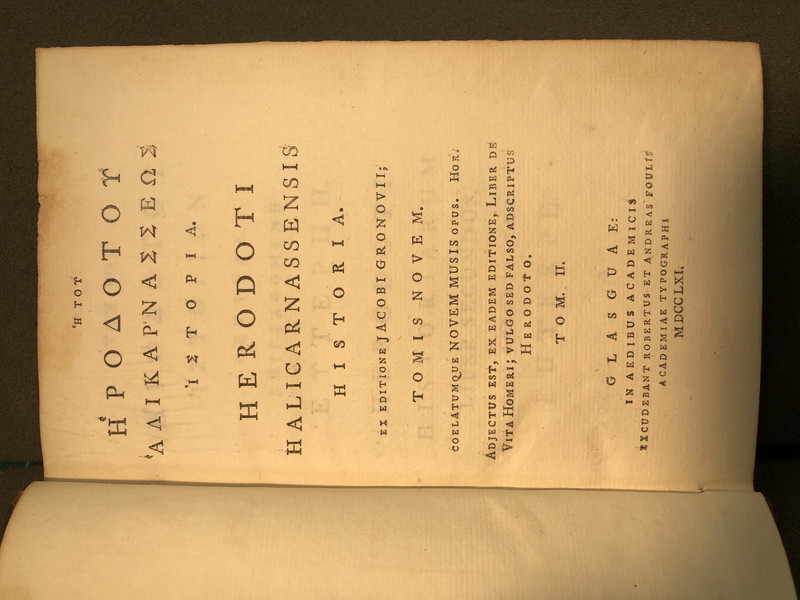 Ἡ ΤΟΥ
ἩΡΟΔΟΤΟΥ
ἉΛΙΚΑΡΝΑΣΣΕΩΣ
ἹΣΤΟΡΙΑ.
HERODOTI
HALICARNASSENSIS
HISTORIA.
EX EDITIONE JACOBI GRONOVII;
TOMIS NOVEM.
COELATUMQUE NOVEM MUSIS OPUS. HOR.
ADJECTUS EST, EX EADEM EDITIONE, LIBER DE
VITA HOMERI; VULGO SED FALSO, ADSCRIPTUS
HERODOTO.
TOM. II.
GLASGUAE:
IN AEDIBUS ACADEMICIS
EXCUDEBANT ROBERTUS ET ANDREAS FOULIS
ACADEMIAE TYPOGRAPHI
MDCCLXI.